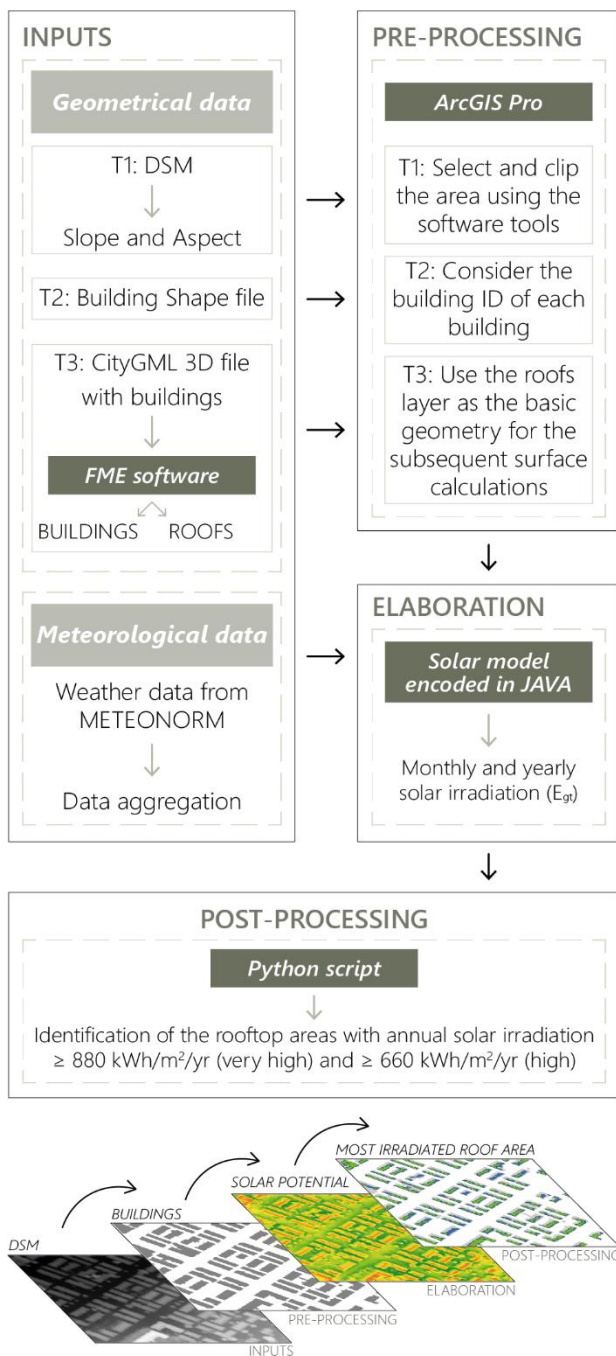 INPUTS
Geometrical data
T1: DSM
Slope and Aspect
T2: Building Shape file
T3: CityGML 3D file
with buildings
FME software
BUILDINGS ROOFS
Meteorological data
Weather data from
METEONORM
Data aggregation
PRE-PROCESSING
ArcGIS Pro
T1: Select and clip
the area using the
software tools
T2: Consider the
building ID of each
building
T3: Use the roofs
layer as the basic
geometry for the
subsequent surface
calculations
ELABORATION
Solar model
encoded in JAVA
Monthly and yearly
solar irradiation (Egt)
POST-PROCESSING
Python script
Identification of the rooftop areas with annual solar irradiation
≥ 880 kWh/m²/yr (very high) and ≥ 660 kWh/m²/yr (high)
MOST IRRADIATED ROOF AREA
SOLAR POTENTIAL
BUILDINGS
DSM
POST-PROCESSING
ELABORATION
PRE-PROCESSING
INPUTS